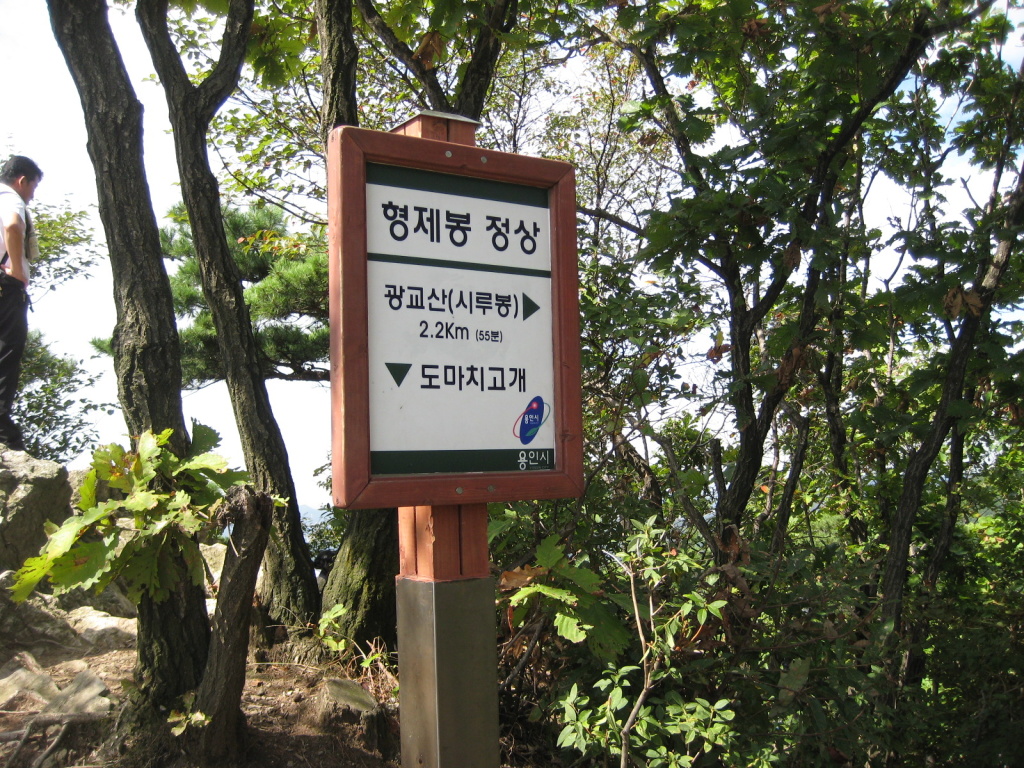 형제봉 정상
광교산(시루봉)▶
2.2Km (55분)
▼ 도마치고개
용인시
용인시